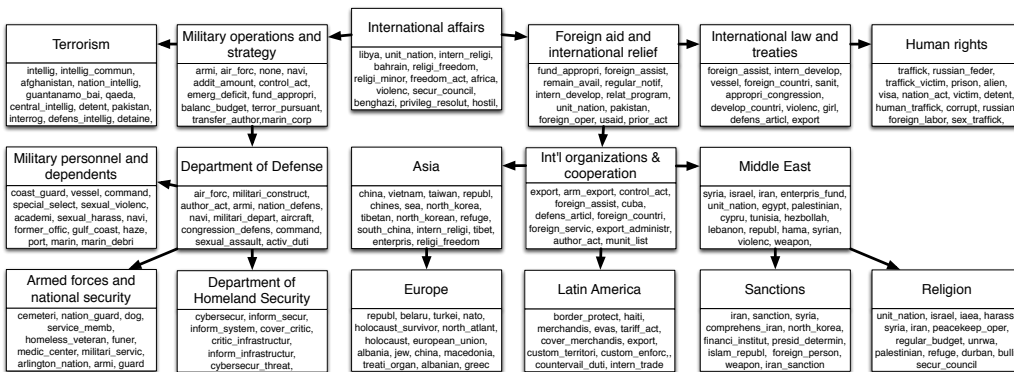 International affairs
libya, unit_nation, intern_religi,
bahrain, religi_freedom,
religi_minor, freedom_act, africa,
violenc, secur_council,
benghazi, privileg_resolut, hostil,
Terrorism
intellig, intellig_commun,
afghanistan, nation_intellig,
guantanamo_bai, qaeda,
central_intellig, detent, pakistan,
interrog, defens_intellig, detaine,
Military operations and
strategy
armi, air_forc, none, navi,
addit_amount, control_act,
emerg_deficit, fund_appropri,
balanc_budget, terror_pursuant,
transfer_author,marin_corp
Foreign aid and
international relief
fund_appropri, foreign_assist,
remain_avail, regular_notif,
intern_develop, relat_program,
unit_nation, pakistan,
foreign_oper, usaid, prior_act
International law and
treaties
foreign_assist, intern_develop,
vessel, foreign_countri, sanit,
appropri_congression,
develop_countri, violenc, girl,
defens_articl, export
Human rights
traffick, russian_feder,
traffick_victim, prison, alien,
visa, nation_act, victim, detent,
human_traffick, corrupt, russian,
foreign_labor, sex_traffick,
Military personnel and
dependents
coast_guard, vessel, command,
special_select, sexual_violenc,
academi, sexual_harass, navi,
former_offic, gulf_coast, haze,
port, marin, marin_debri
Department of Defense
air_forc, militari_construct,
author_act, armi, nation_defens,
navi, militari_depart, aircraft,
congression_defens, command,
sexual_assault, activ_duti
Asia
china, vietnam, taiwan, republ,
chines, sea, north_korea,
tibetan, north_korean, refuge,
south_china, intern_religi, tibet,
enterpris, religi_freedom
Int'l organizations &
cooperation
export, arm_export, control_act,
foreign_assist, cuba,
defens_articl, foreign_countri,
foreign_servic, export_administr,
author_act, munit_list
Middle East
syria, israel, iran, enterpris_fund,
unit_nation, egypt, palestinian,
cypru, tunisia, hezbollah,
lebanon, republ, hama, syrian,
violenc, weapon,
Armed forces and
national security
cemeteri, nation_guard, dog,
service_memb,
homeless_veteran, funer,
medic_center, militari_servic,
arlington_nation, armi, guard
Department of
Homeland Security
cybersecur, inform_secur,
inform_system, cover_critic,
critic_infrastructur,
inform_infrastructur,
cybersecur_threat,
Europe
republ, belaru, turkei, nato,
holocaust_survivor, north_atlant,
holocaust, european_union,
albania, jew, china, macedonia,
treati_organ, albanian, greec
Latin America
border_protect, haiti,
merchandis, evas, tariff_act,
cover_merchandis, export,
custom_territori, custom_enforc,,
countervail_duti, intern_trade
Sanctions
iran, sanction, syria,
comprehens_iran, north_korea,
financi_institut, presid_determin,
islam_republ, foreign_person,
weapon, iran_sanction
Religion
unit_nation, israel, iaea, harass,
syria, iran, peacekeep_oper,
regular_budget, unrwa,
palestinian, refuge, durban, bulli,
secur_council